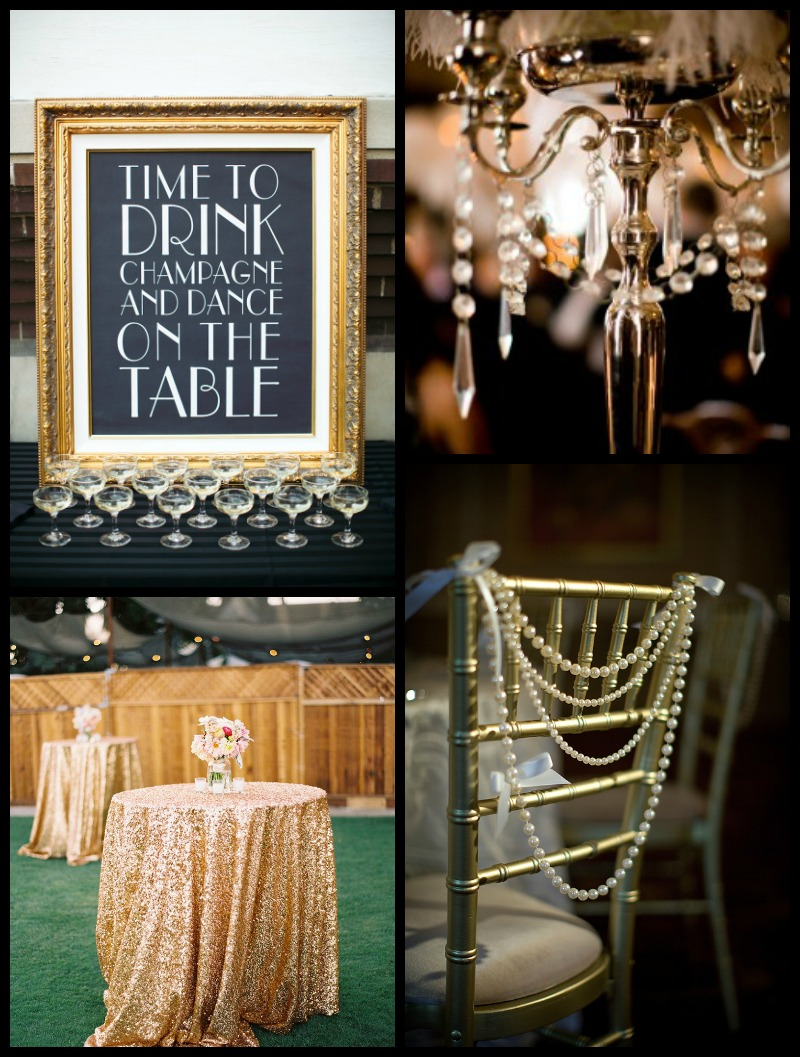 TIME TO
DRINK
CHAMPAGNE
AND DANCE
ON THE
TABLE